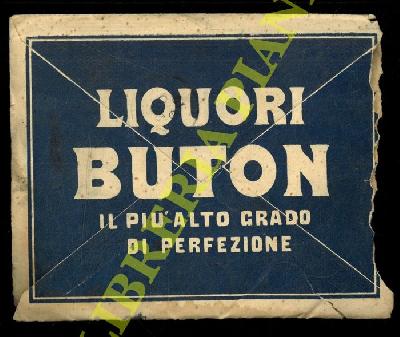 LIQUORI
BUTON
IL PIU' ALTO GRADO
DI PERFEZIONE
LIBRERIA PIANI